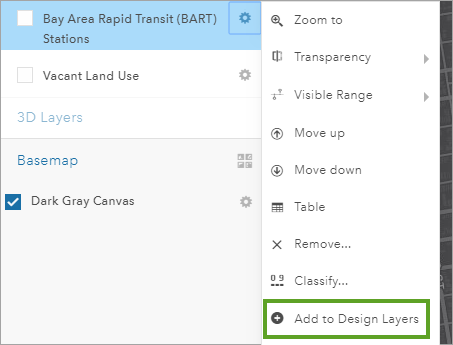 Bay Area Rapid Transit (BART)
Stations
Vacant Land Use
3D Layers
Basemap
Dark Gray Canvas
Zoom to
Transparency
Visible Range
Move up
Move down
Table
Remove...
Classify...
Add to Design Layers